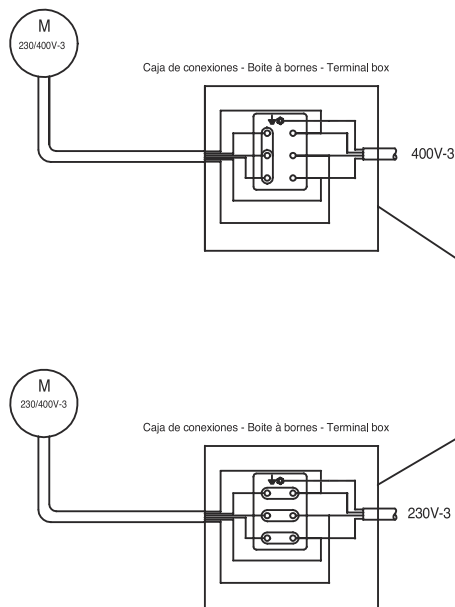 M
230/400V-3
Caja de conexiones - Boite à bornes - Terminal box
400V-3
M
230/400V-3
Caja de conexiones - Boite à bornes - Terminal box
230V-3